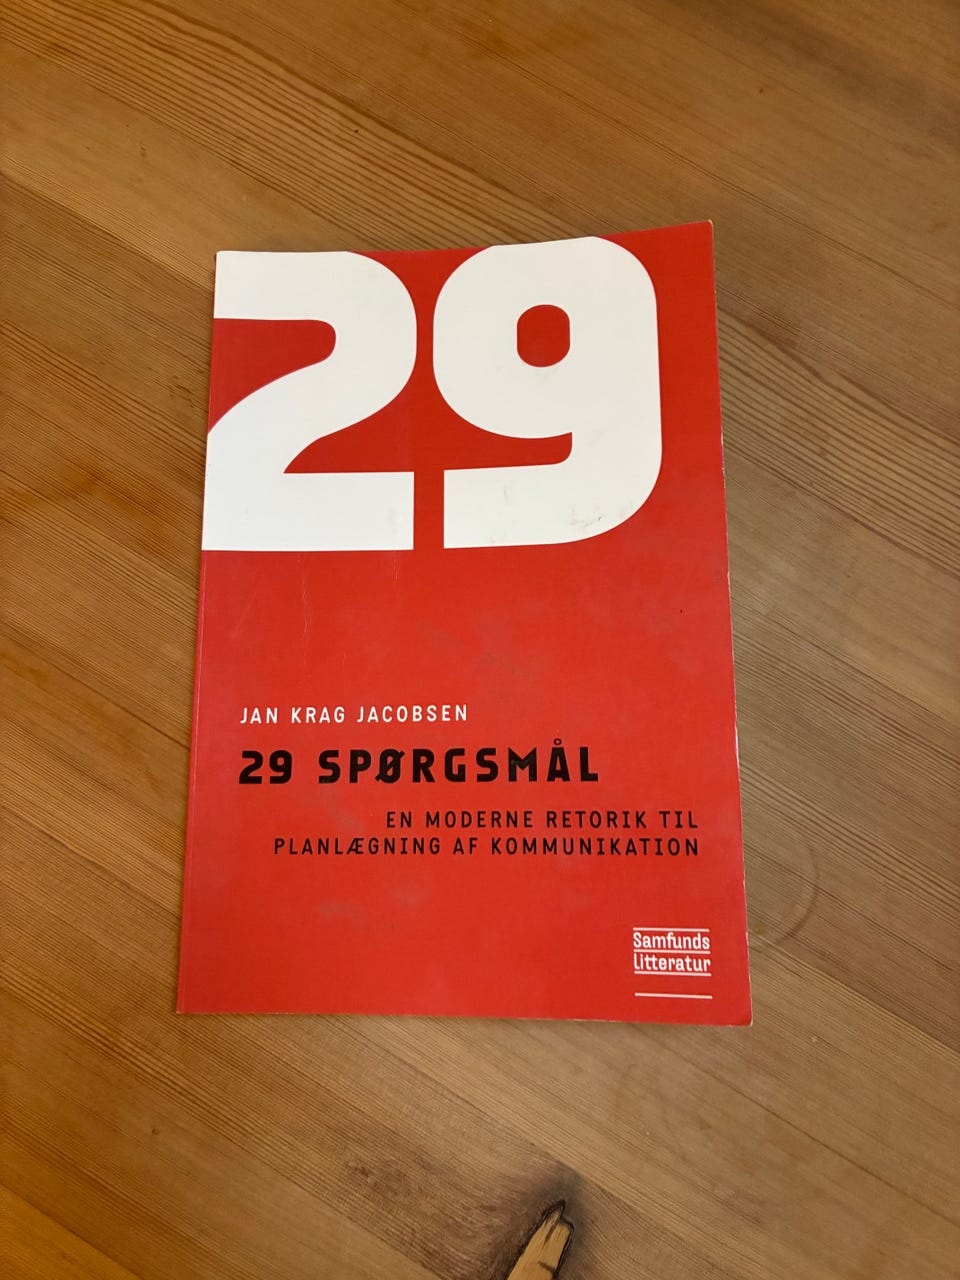 29
JAN KRAG JACOBSEN
29 SPØRGSMÅL
EN MODERNE RETORIK TIL
PLANLÆGNING AF KOMMUNIKATION
Samfunds
litteratur